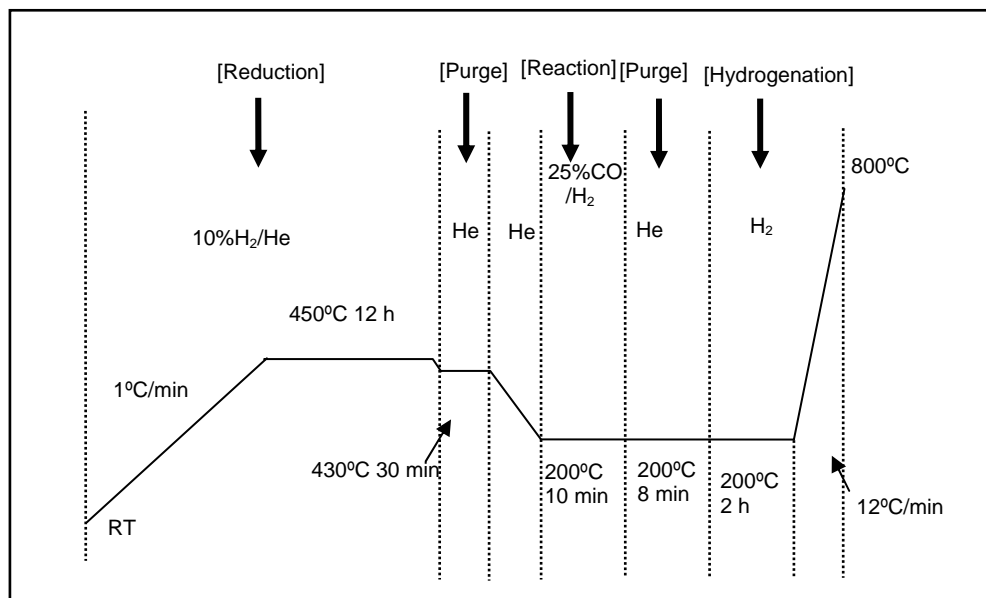 [Reduction]
[Purge]
[Reaction]
[Purge]
[Hydrogenation]
25%CO
/H₂
800ºC
10%H₂/He
He
He
He
H₂
450ºC 12 h
1ºC/min
430ºC 30 min
200ºC
10 min
200ºC
8 min
200ºC
2 h
12ºC/min
RT